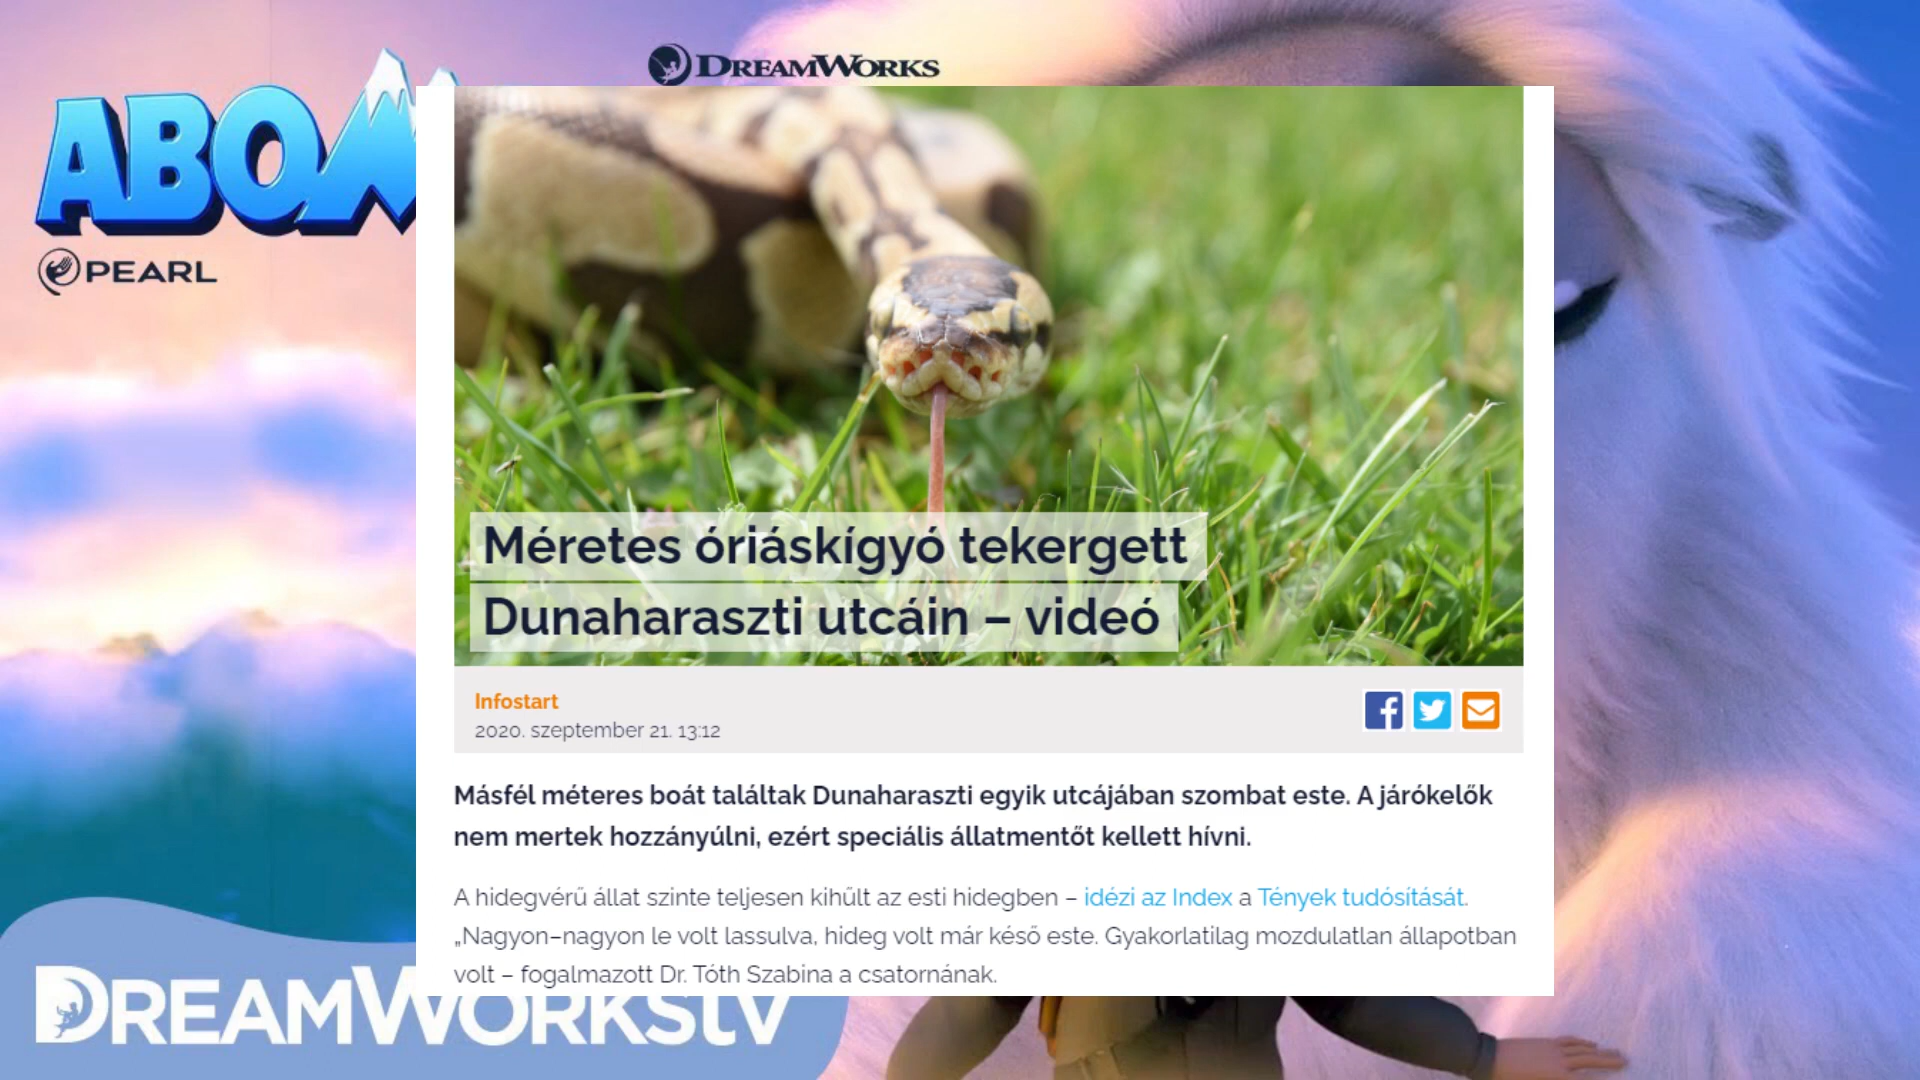 DREAMWORKS
ABOM
PEARL
Méretes óriáskígyó tekergett
Dunaharaszti utcáin – videó
Infostart
2020. szeptember 21. 13:12
Másfél méteres boát találtak Dunaharaszti egyik utcájában szombat este. A járókelők
nem mertek hozzányúlni, ezért speciális állatmentőt kellett hívni.
A hidegvérű állat szinte teljesen kihűlt az esti hidegben – idézi az Index a Tények tudósítását.
„Nagyon–nagyon le volt lassulva, hideg volt már késő este. Gyakorlatilag mozdulatlan állapotban
volt – fogalmazott Dr. Tóth Szabina a csatornának.
DREAMWORKSTV